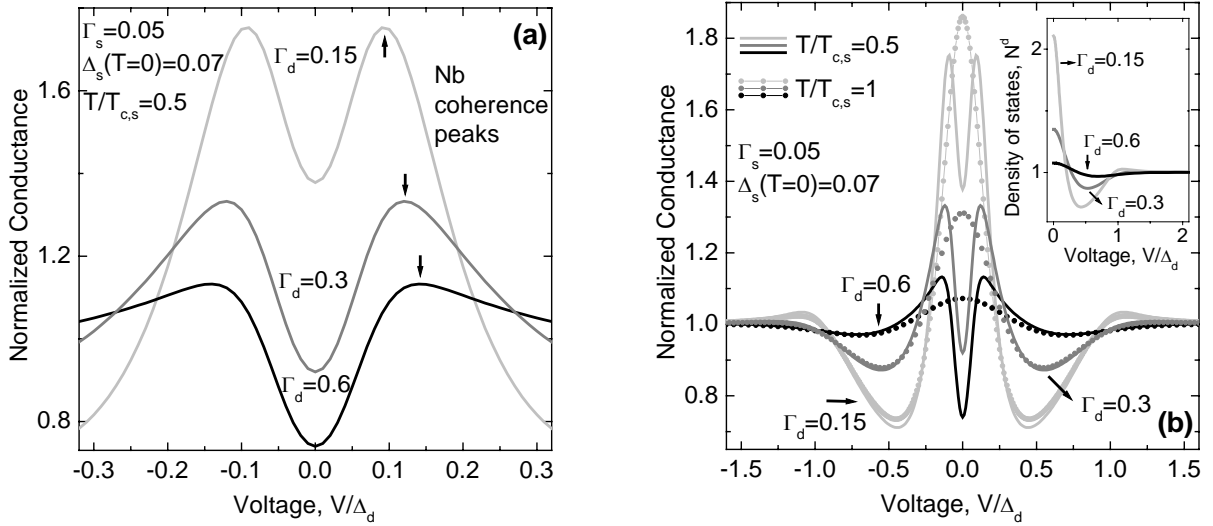 (a)
Γs=0.05
Δs(T=0)=0.07
T/Tc,s=0.5
Γd=0.15
Nb
coherence
peaks
Γd=0.3
Γd=0.6
1.6
1.2
0.8
Normalized Conductance
-0.3 -0.2 -0.1 0.0 0.1 0.2 0.3
Voltage, V/Δd
T/Tc,s=0.5
T/Tc,s=1
Γs=0.05
Δs(T=0)=0.07
Γd=0.6
Γd=0.15
Γd=0.3
(b)
1.8
1.6
1.4
1.2
1.0
0.8
Normalized Conductance
-1.5 -1.0 -0.5 0.0 0.5 1.0 1.5
Voltage, V/Δd
Γd=0.15
Γd=0.6
Γd=0.3
2
1
Density of states, Nd
0 1 2
Voltage, V/Δd